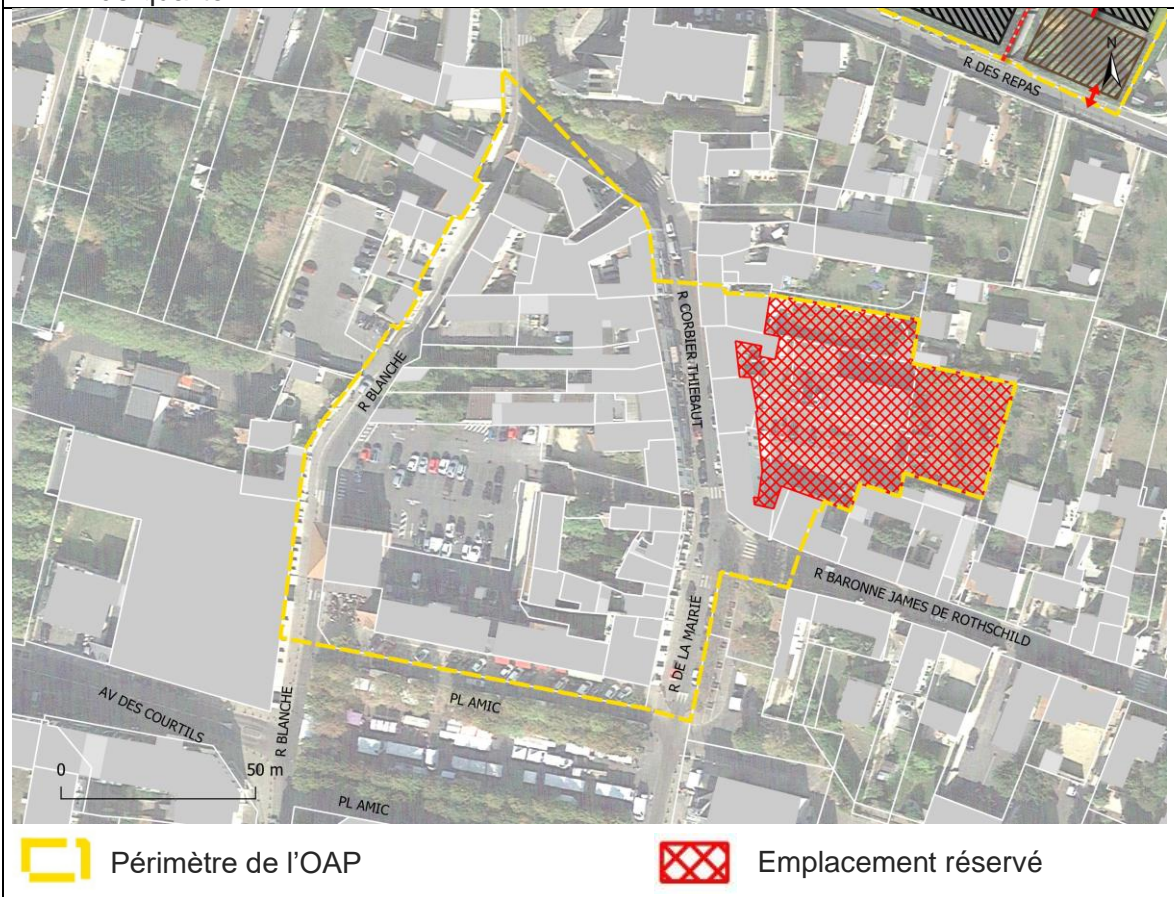 N
R DES REPAS
R CORBIER THIEBAUT
R BLANCHE
R BARONNE JAMES DE ROTHSCHILD
R DE LA MAIRIE
PL AMIC
AV DES COURTILS
R BLANCHE
0 50 m
PL AMIC
Périmètre de l'OAP
Emplacement réservé